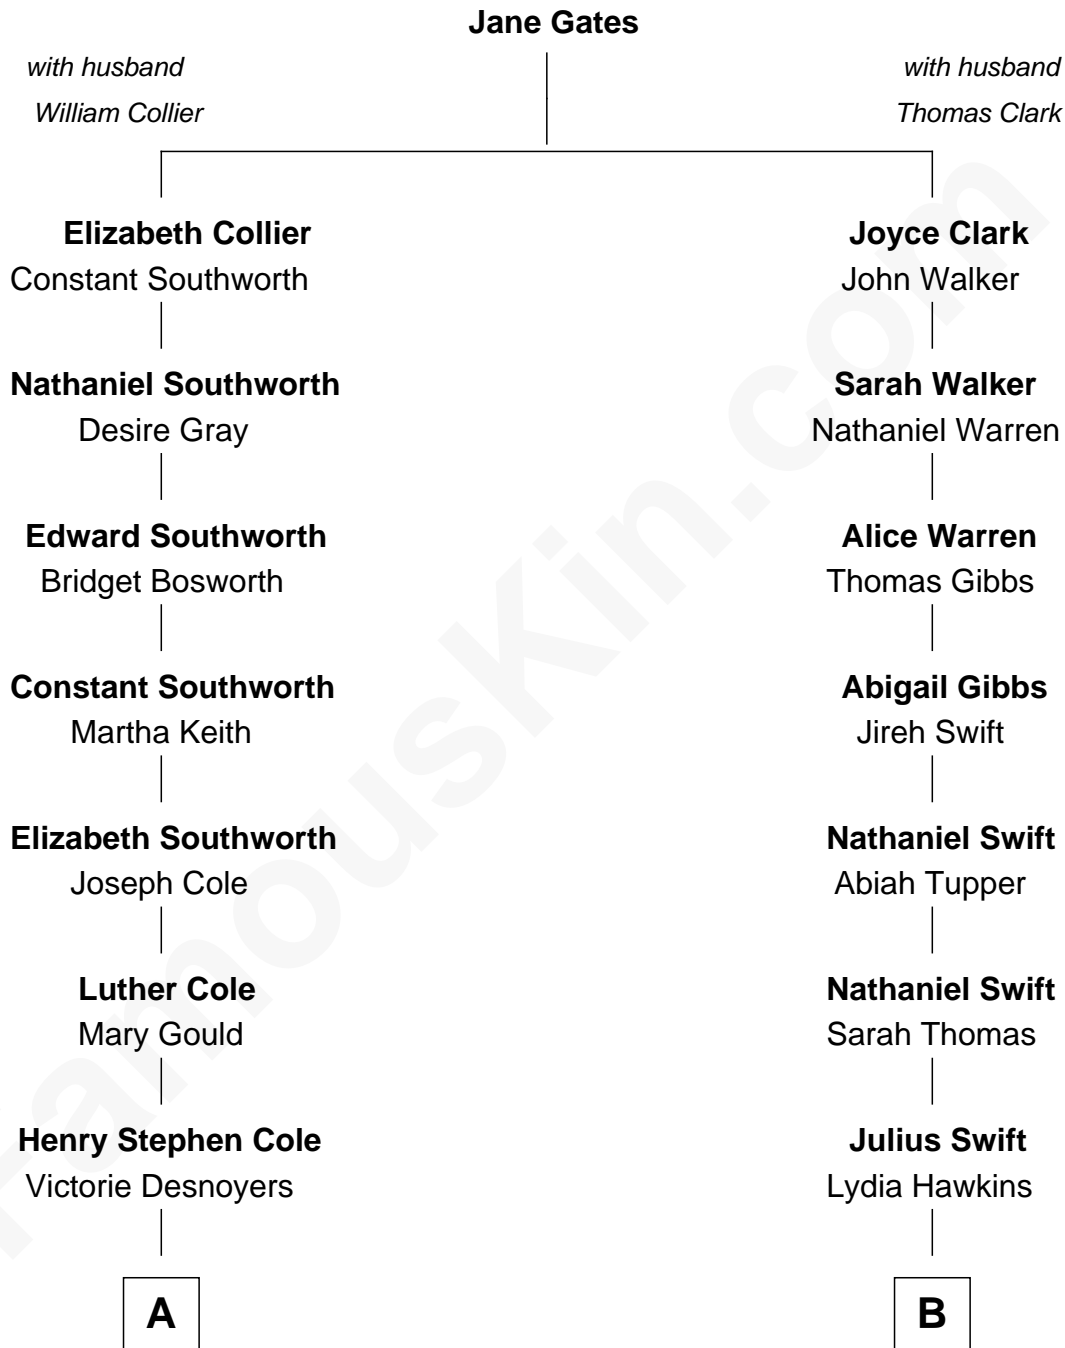 Jane Gates
with husband
William Collier
with husband
Thomas Clark
Elizabeth Collier
Constant Southworth
Joyce Clark
John Walker
Nathaniel Southworth
Desire Gray
Sarah Walker
Nathaniel Warren
Edward Southworth
Bridget Bosworth
Alice Warren
Thomas Gibbs
Constant Southworth
Martha Keith
Abigail Gibbs
Jireh Swift
Elizabeth Southworth
Joseph Cole
Nathaniel Swift
Abiah Tupper
Luther Cole
Mary Gould
Nathaniel Swift
Sarah Thomas
Henry Stephen Cole
Victorie Desnoyers
Julius Swift
Lydia Hawkins
A
B
FamousKin.com